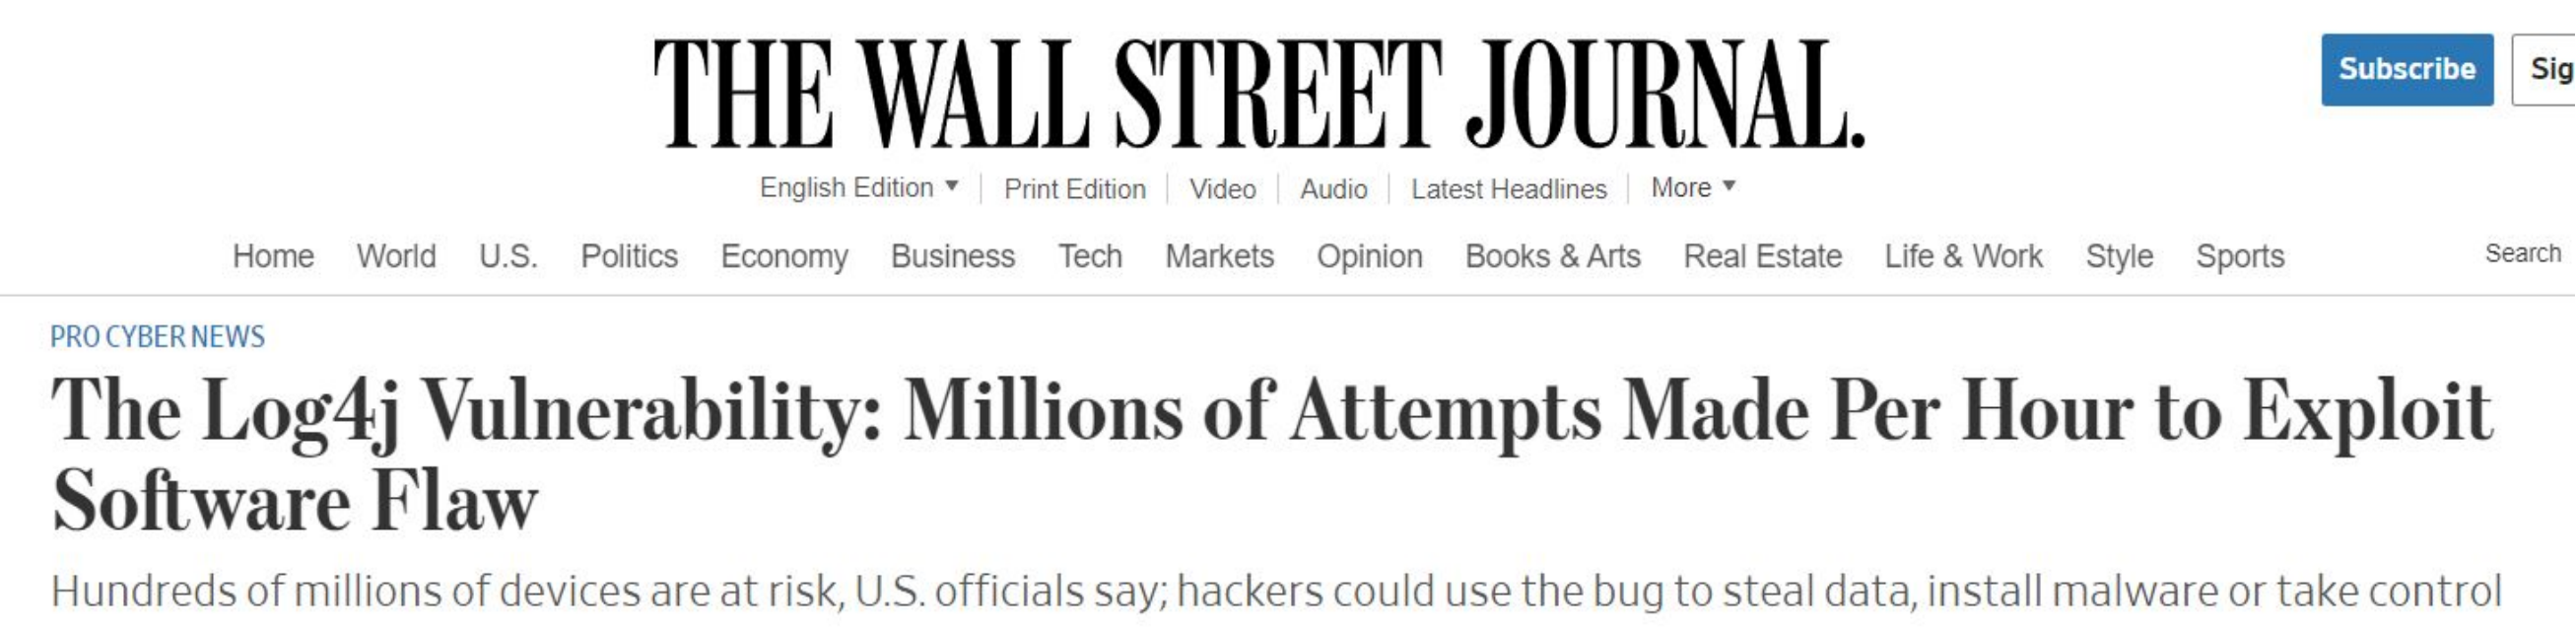 THE WALL STREET JOURNAL.
Subscribe
Sig
English Edition Print Edition Video Audio Latest Headlines More
Home World U.S. Politics Economy Business Tech Markets Opinion Books & Arts Real Estate Life & Work Style Sports Search
PRO CYBER NEWS
The Log4j Vulnerability: Millions of Attempts Made Per Hour to Exploit
Software Flaw
Hundreds of millions of devices are at risk, U.S. officials say; hackers could use the bug to steal data, install malware or take control